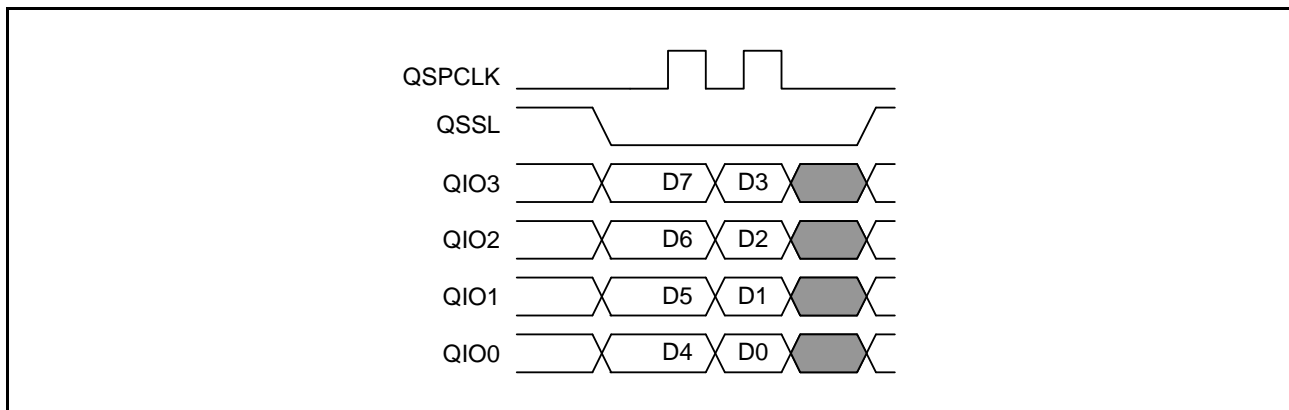 QSPCLK
QSSL
QIO3 D7 D3
QIO2 D6 D2
QIO1 D5 D1
QIO0 D4 D0